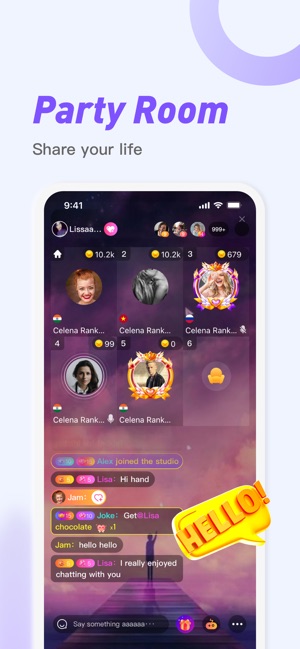 Party Room
Share your life
9:41
Lissaa...
999+
10.2k
2
10.2k
3
679
Celena Rank...
Celena Rank...
Celena Rank...
4
99
5
0
6
Celena Rank...
Celena Rank...
Alex joined the studio
Lisa: Hi hand
Jam:
Joke: Get@Lisa
chocolate x1
Jam: hello hello
Lisa: I really enjoyed
chatting with you
HELLO!
Say something aaaaaa···